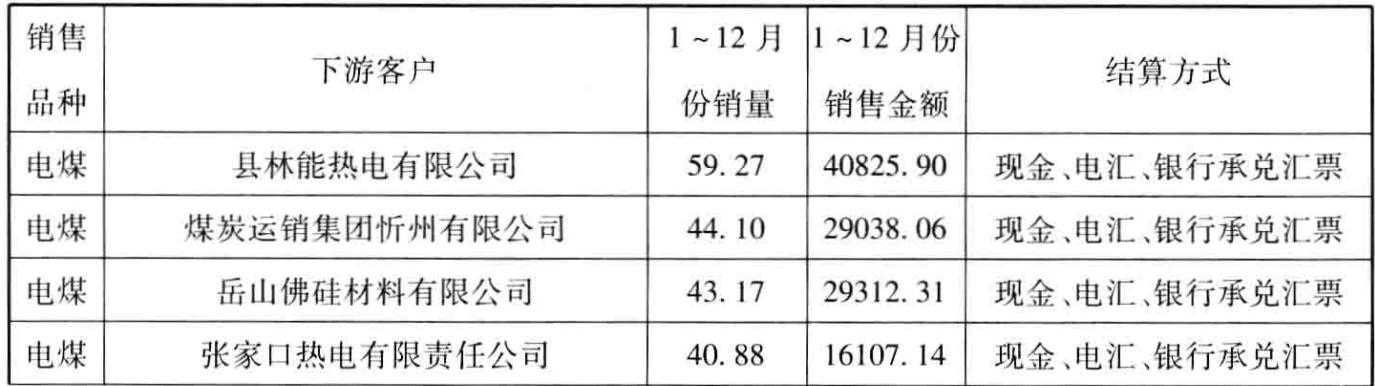 销售品种 下游客户 1~12月份销量 1~12月份销售金额 结算方式
电煤 县林能热电有限公司 59.27 40825.90 现金、电汇、银行承兑汇票
电煤 煤炭运销集团忻州有限公司 44.10 29038.06 现金、电汇、银行承兑汇票
电煤 岳山佛硅材料有限公司 43.17 29312.31 现金、电汇、银行承兑汇票
电煤 张家口热电有限责任公司 40.88 16107.14 现金、电汇、银行承兑汇票